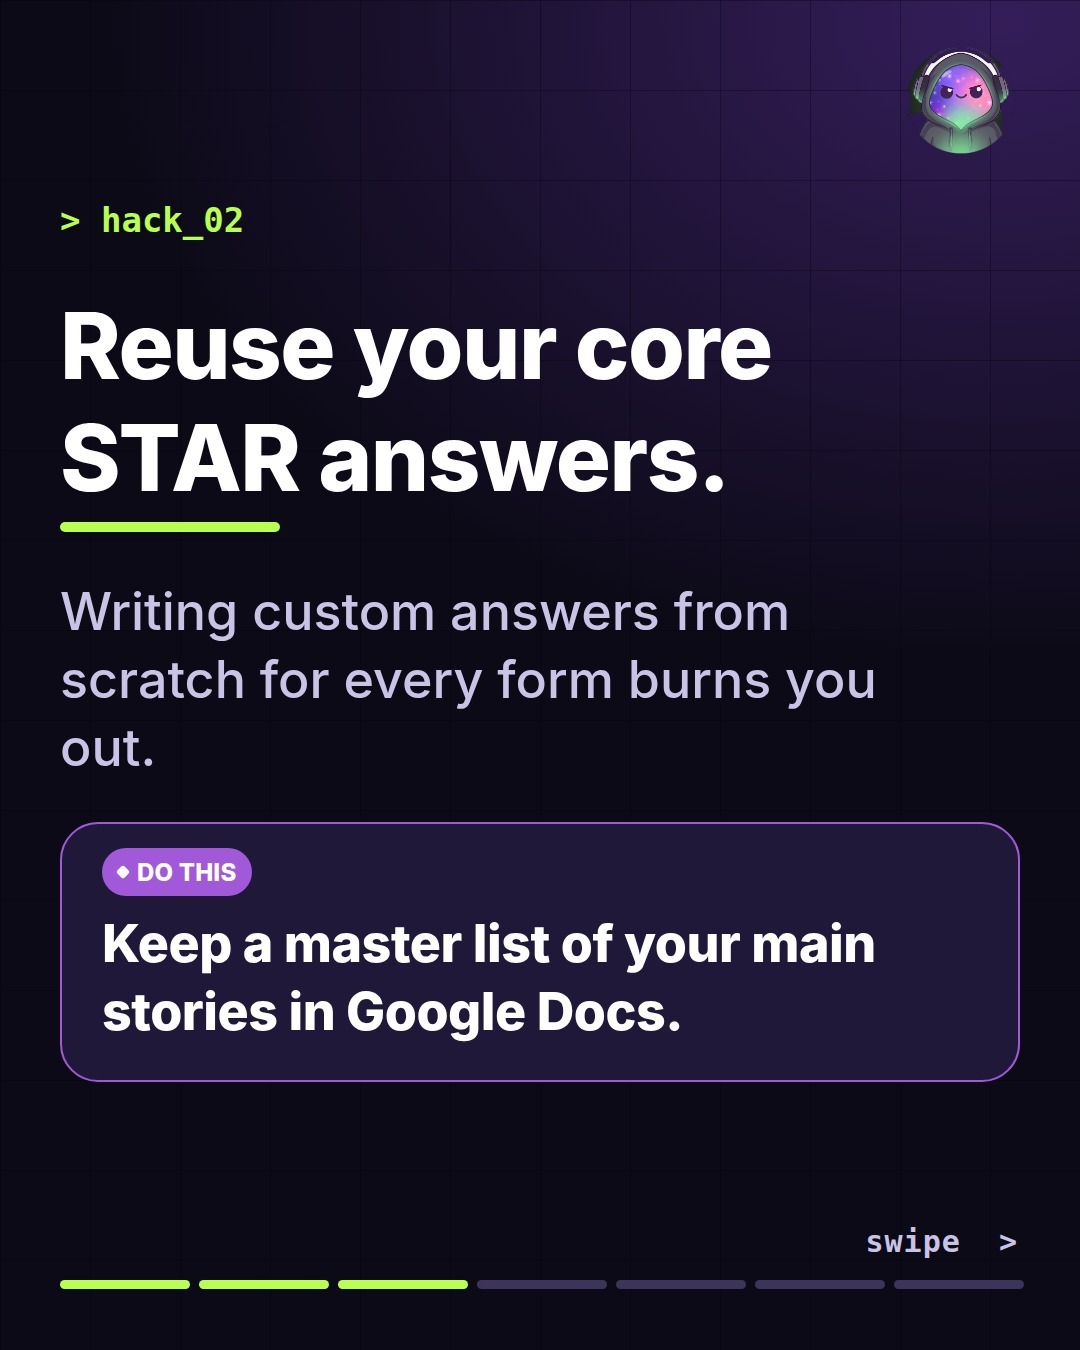 > hack_02
Reuse your core
STAR answers.
Writing custom answers from
scratch for every form burns you
out.
DO THIS
Keep a master list of your main
stories in Google Docs.
swipe >